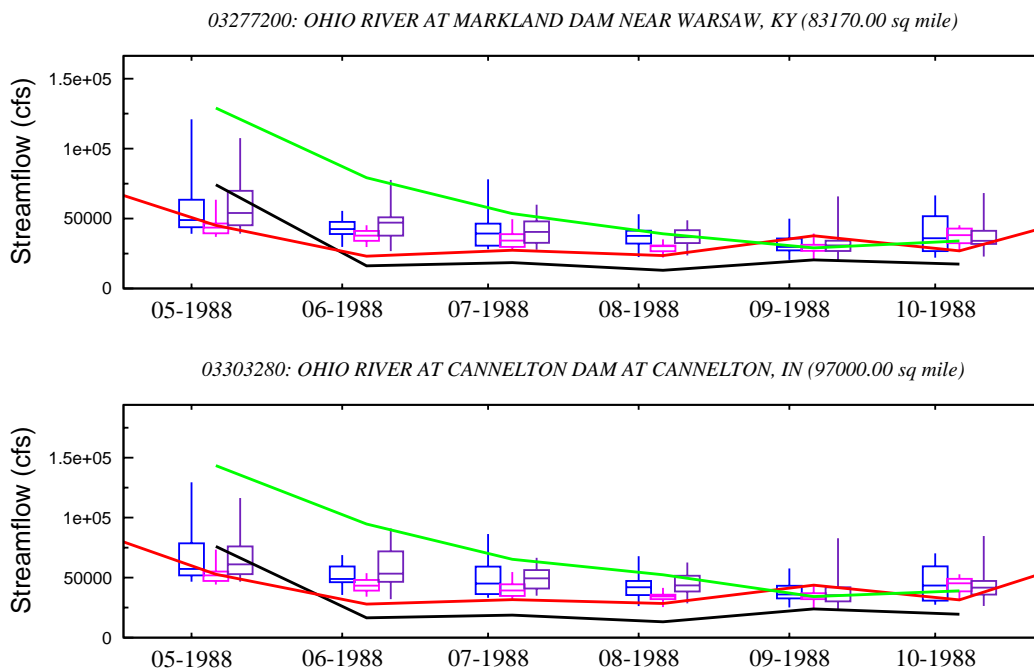 03277200: OHIO RIVER AT MARKLAND DAM NEAR WARSAW, KY (83170.00 sq mile)
Streamflow (cfs)
1.5e+05
1e+05
50000
0
05-1988 06-1988 07-1988 08-1988 09-1988 10-1988
03303280: OHIO RIVER AT CANNELTON DAM AT CANNELTON, IN (97000.00 sq mile)
Streamflow (cfs)
1.5e+05
1e+05
50000
0
05-1988 06-1988 07-1988 08-1988 09-1988 10-1988